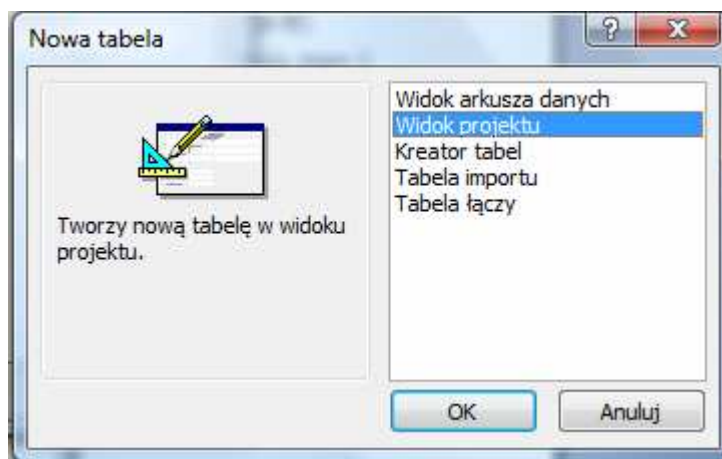 Nowa tabela
Widok arkusza danych
Widok projektu
Kreator tabel
Tabela importu
Tabela łączy
Tworzy nową tabelę w widoku
projektu.
OK
Anuluj